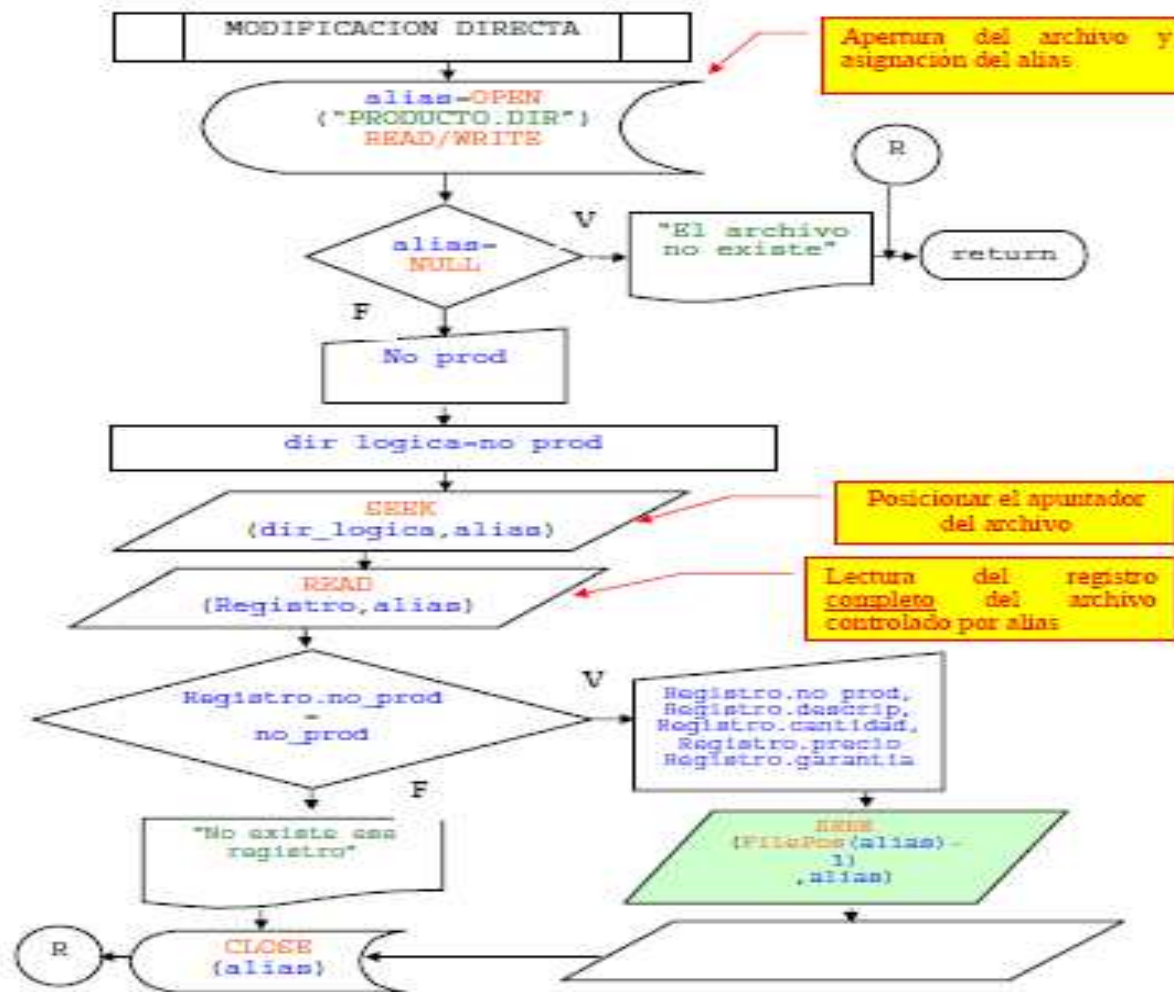 MODIFICACION DIRECTA
Apertura del archivo y
asignación del alias
alias=OPEN
("PRODUCTO.DIR")
READ/WRITE
R
alias=
NULL
V
"El archivo
no existe"
return
F
No prod
dir logica=no prod
SEEK
(dir_logica,alias)
Posicionar el apuntador
del archivo
READ
(Registro,alias)
Lectura del registro
completo del archivo
controlado por alias
Registro.no_prod
=
no_prod
V
Registro.no prod,
Registro.descrip,
Registro.cantidad,
Registro.precio
Registro.garantia
F
"No existe ese
registro"
SEEK
(FilePos(alias)-
1)
,alias)
R
CLOSE
(alias)